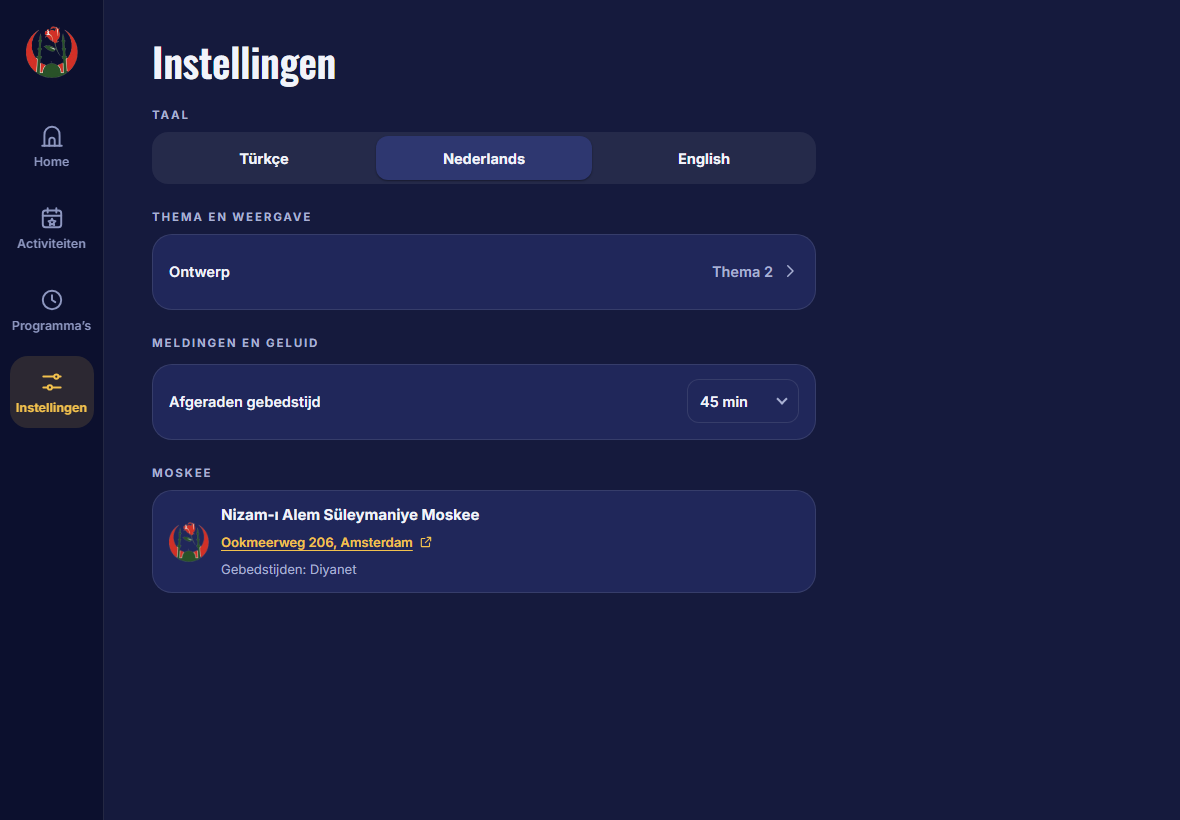 Instellingen
TAAL
Türkçe
Nederlands
English
THEMA EN WEERGAVE
Ontwerp
Thema 2
MELDINGEN EN GELUID
Afgeraden gebedstijd
45 min
MOSKEE
Nizam-ı Alem Süleymaniye Moskee
Ookmeerweg 206, Amsterdam
Gebedstijden: Diyanet
Home
Activiteiten
Programma's
Instellingen